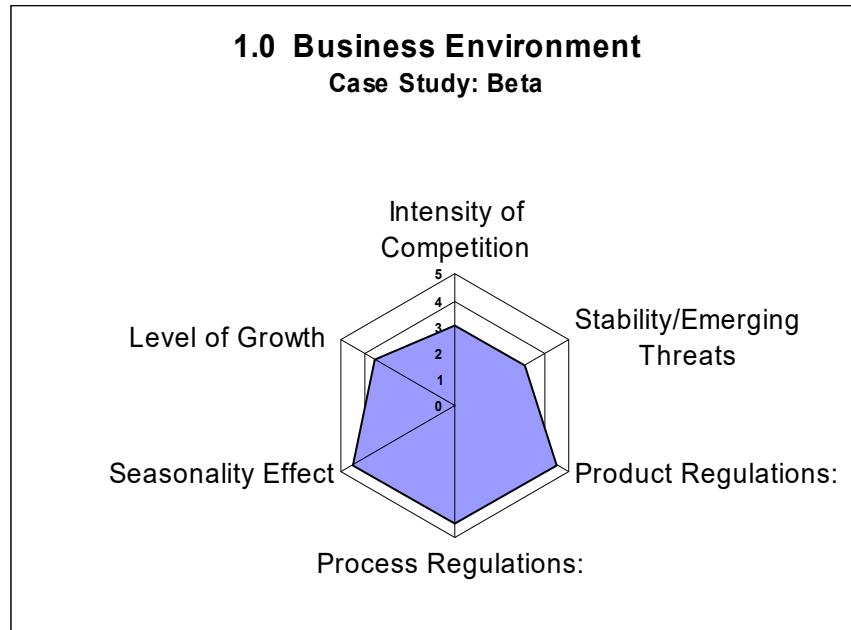 1.0 Business Environment
Case Study: Beta
Intensity of
Competition
5
4
3
2
1
0
Stability/Emerging
Threats
Level of Growth
Seasonality Effect
Product Regulations:
Process Regulations: